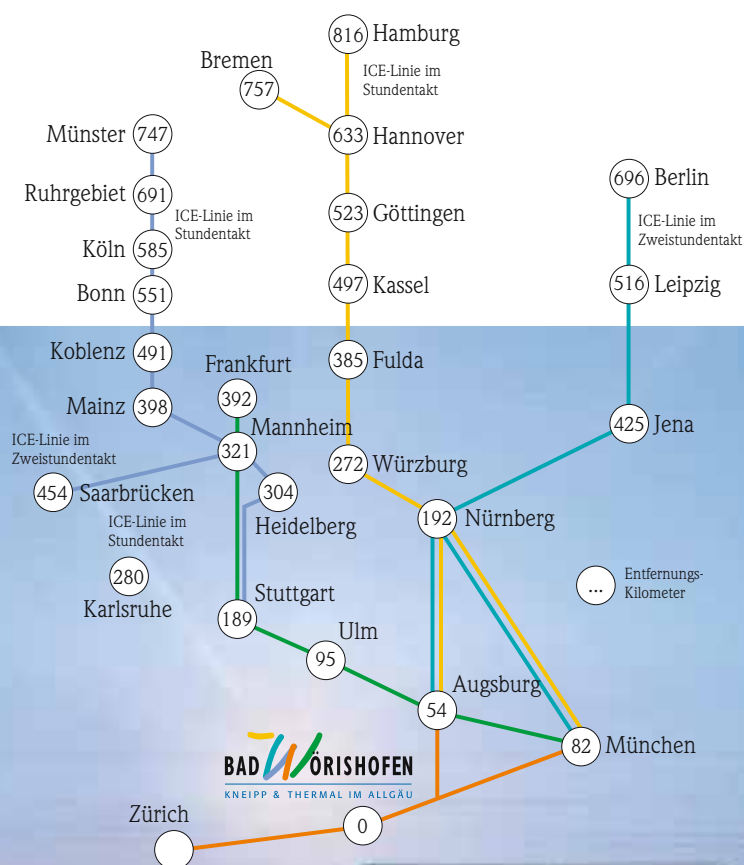 816 Hamburg
Bremen
757
ICE-Linie im
Stundentakt
Münster 747
633 Hannover
Ruhrgebiet 691
696 Berlin
ICE-Linie im
Stundentakt
523 Göttingen
ICE-Linie im
Zweistundentakt
Köln 585
Bonn 551
497 Kassel
516 Leipzig
Koblenz 491
Frankfurt
385 Fulda
392
Mainz 398
Mannheim
425 Jena
ICE-Linie im
Zweistundentakt
321
272 Würzburg
454 Saarbrücken
304
Heidelberg
192 Nürnberg
ICE-Linie im
Stundentakt
280
Karlsruhe
... Entfernungs-
Kilometer
Stuttgart
189
Ulm
95
Augsburg
54
82 München
BAD WÖRISHOFEN
KNEIPP & THERMAL IM ALLGÄU
Zürich
0